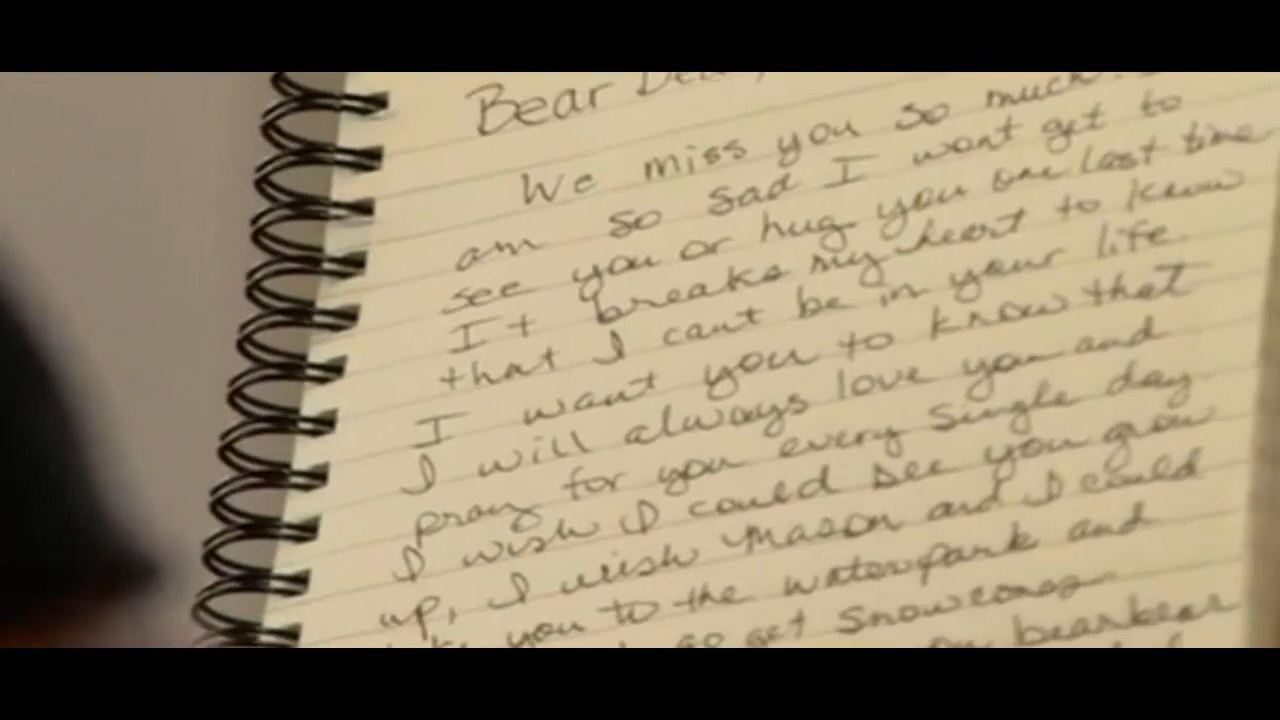 Bear
We miss you so much.
am so sad I wont get to
see you or hug you one last time
It breaks my heart to know
that I cant be in your life.
I want you to know that
I will always love you and
pray for you every single day
I wish I could see you grow
up, I wish Mason and I could
you to the waterpark and
go get snowcones
bearbear